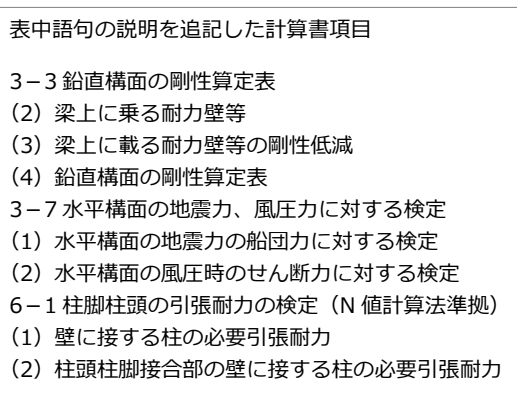 表中語句の説明を追記した計算書項目
3－3 鉛直構面の剛性算定表
（2）梁上に乗る耐力壁等
（3）梁上に載る耐力壁等の剛性低減
（4）鉛直構面の剛性算定表
3－7 水平構面の地震力、風圧力に対する検定
（1）水平構面の地震力の船団力に対する検定
（2）水平構面の風圧時のせん断力に対する検定
6－1 柱脚柱頭の引張耐力の検定（N 値計算法準拠）
（1）壁に接する柱の必要引張耐力
（2）柱頭柱脚接合部の壁に接する柱の必要引張耐力